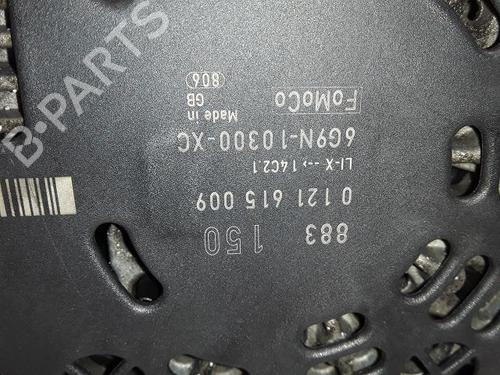 883
150
0 121 615 009
LI-X --> 14C2.1
6G9N-10300-XC
FoMoCo
Made in
GB
806
B-PARTS